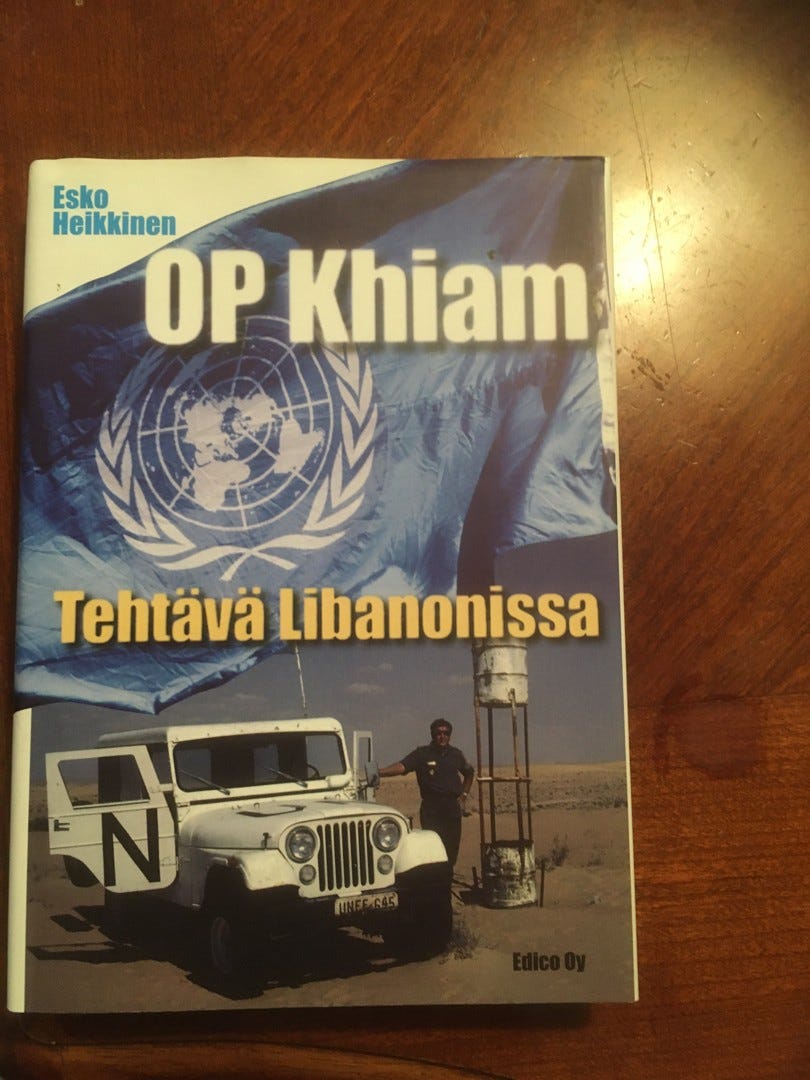 Esko
Heikkinen
OP Khiam
Tehtävä Libanonissa
N
UNEF-645
Edico Oy